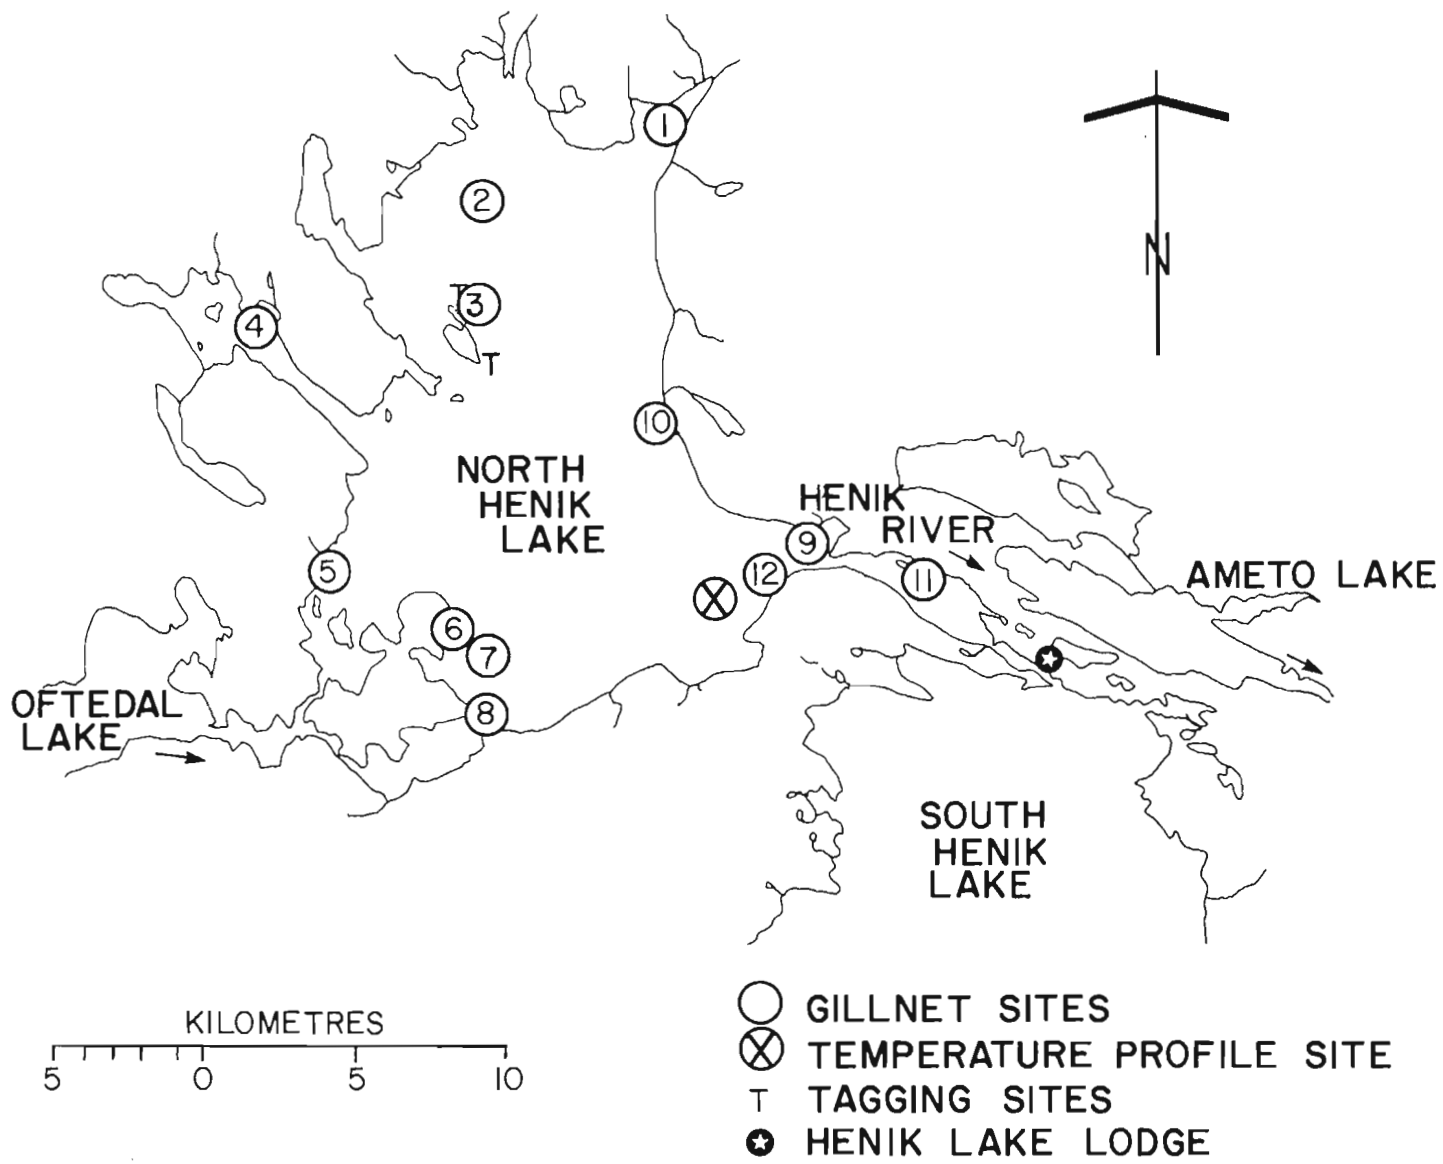 1
2
T
3
4
T
N
10
NORTH
HENIK
LAKE
HENIK
RIVER
9
5
12
11
AMETO LAKE
6
7
OFTEDAL
LAKE
8
SOUTH
HENIK
LAKE
KILOMETRES
5 0 5 10
GILLNET SITES
TEMPERATURE PROFILE SITE
T TAGGING SITES
HENIK LAKE LODGE